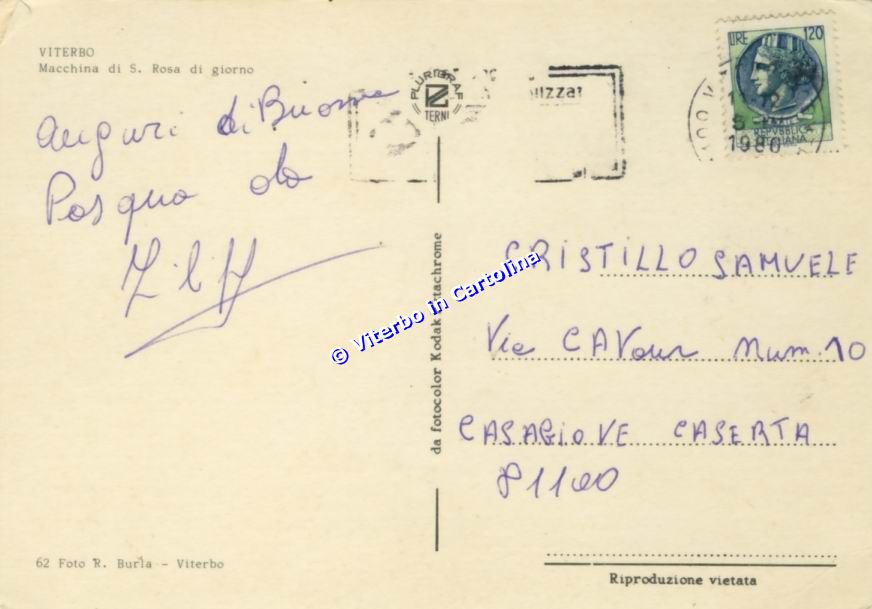 VITERBO
Macchina di S. Rosa di giorno
auguri di Buona
Pasqua da
PLURIGRAF
TERNI
LIRE 120
REPVBBLICA
ITALIANA
1980
CRISTILLO SAMUELE
Via CAVour Num. 10
CASAGIOVE CASERTA
81100
© Viterbo in Cartolina
da fotocolor Kodak Ektachrome
62 Foto R. Burla - Viterbo
Riproduzione vietata